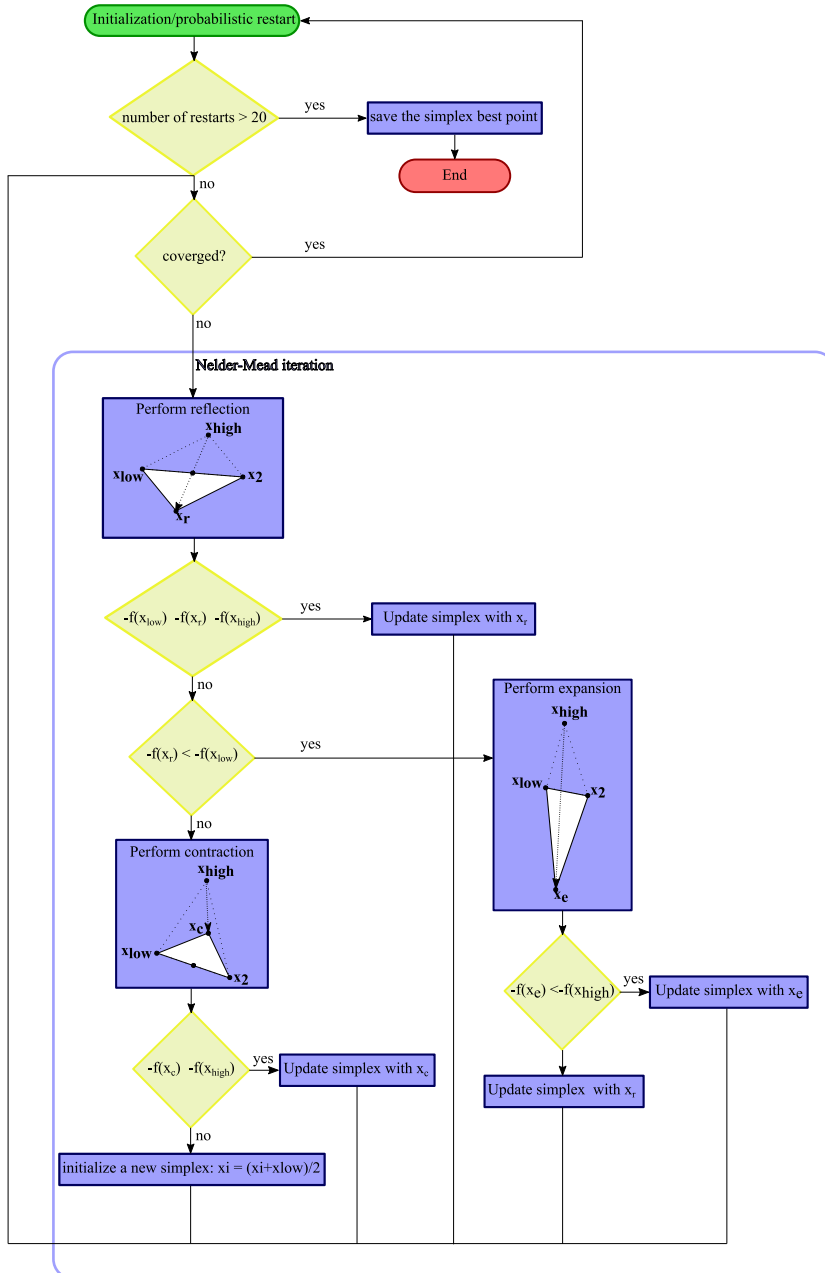 Initialization/probabilistic restart
number of restarts > 20
yes
save the simplex best point
End
no
coverged?
yes
no
Nelder-Mead iteration
Perform reflection
xhigh
xlow
x2
xr
-f(xlow) -f(xr) -f(xhigh)
yes
Update simplex with xr
no
-f(xr) < -f(xlow)
yes
Perform expansion
xhigh
xlow
x2
xe
no
Perform contraction
xhigh
xc
xlow
x2
-f(xe) <-f(xhigh)
yes
Update simplex with xe
Update simplex with xr
-f(xc) -f(xhigh)
yes
Update simplex with xc
no
initialize a new simplex: xi = (xi+xlow)/2